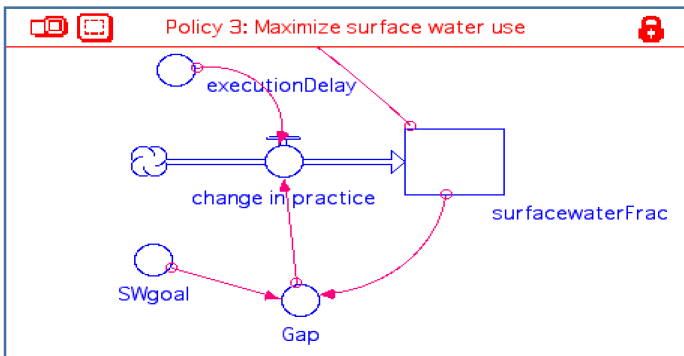 Policy 3: Maximize surface water use
executionDelay
change in practice
surfacewaterFrac
SWgoal
Gap